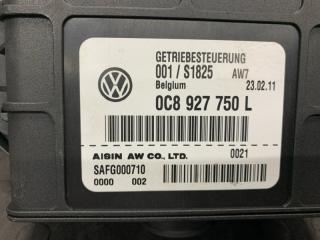 GETRIEBESTEUERUNG
001 / S1825 AW7
Belgium 23.02.11
0C8 927 750 L
AISIN AW CO., LTD. 0021
SAFG000710
0000 002